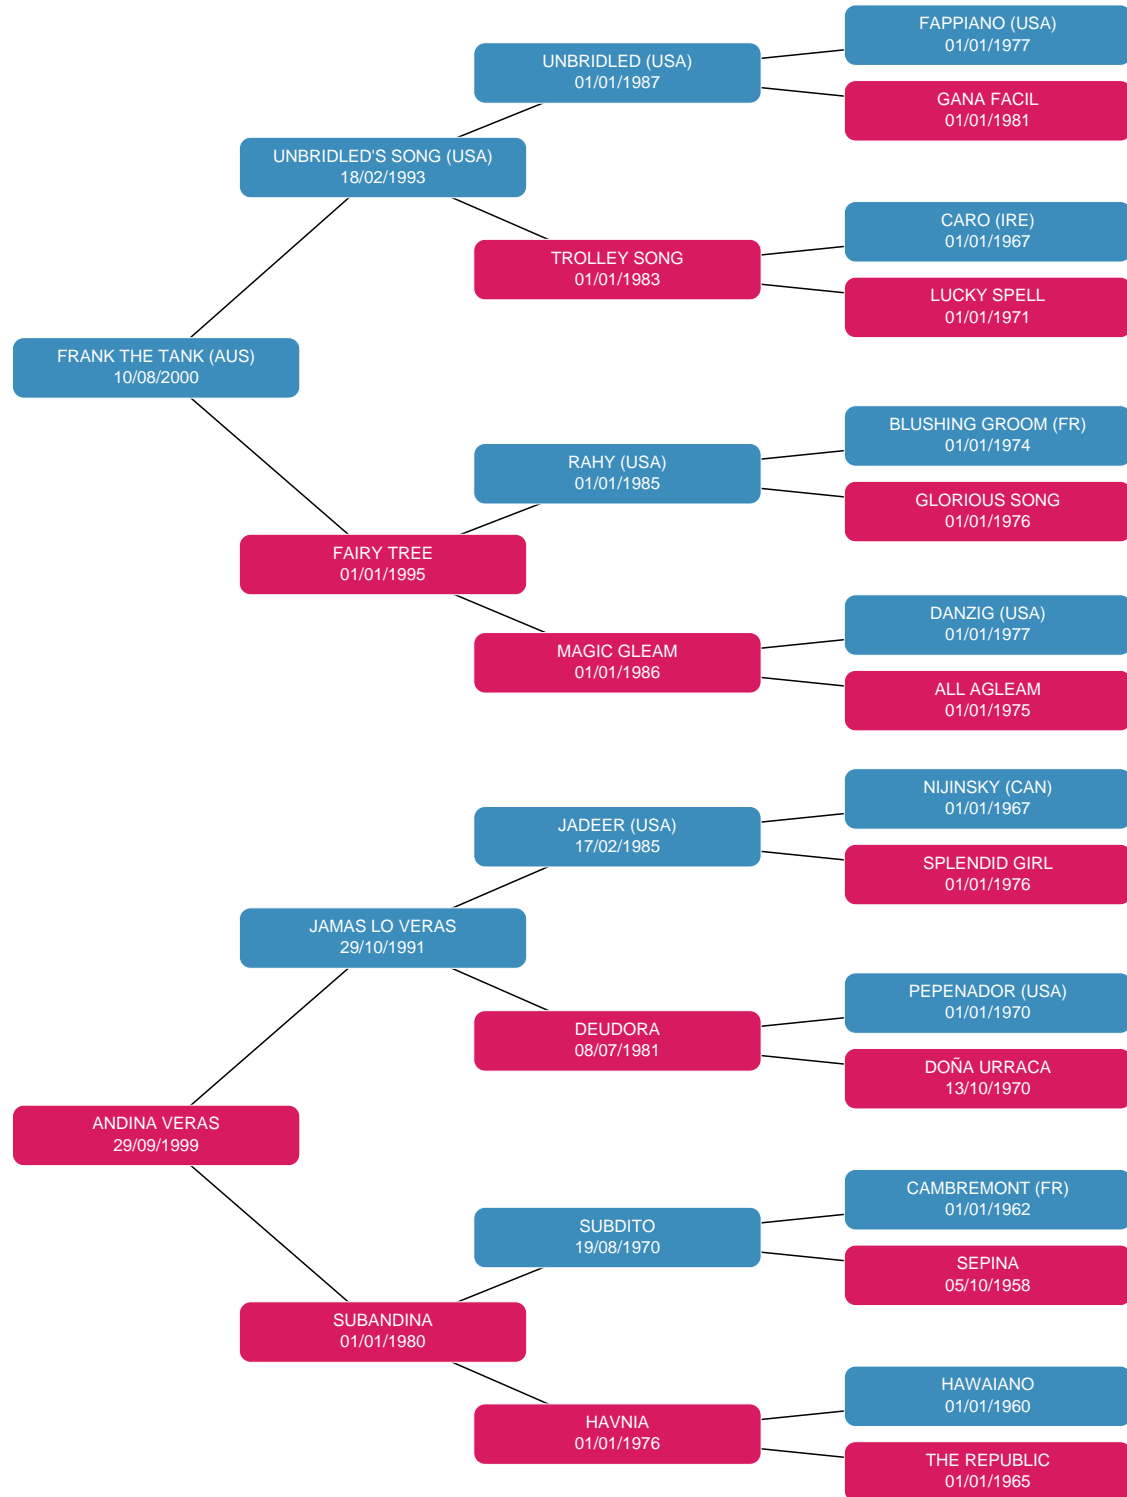 FAPPIANO (USA)
01/01/1977
UNBRIDLED (USA)
01/01/1987
GANA FACIL
01/01/1981
UNBRIDLED'S SONG (USA)
18/02/1993
CARO (IRE)
01/01/1967
TROLLEY SONG
01/01/1983
LUCKY SPELL
01/01/1971
FRANK THE TANK (AUS)
10/08/2000
BLUSHING GROOM (FR)
01/01/1974
RAHY (USA)
01/01/1985
GLORIOUS SONG
01/01/1976
FAIRY TREE
01/01/1995
DANZIG (USA)
01/01/1977
MAGIC GLEAM
01/01/1986
ALL AGLEAM
01/01/1975
NIJINSKY (CAN)
01/01/1967
JADEER (USA)
17/02/1985
SPLENDID GIRL
01/01/1976
JAMAS LO VERAS
29/10/1991
PEPENADOR (USA)
01/01/1970
DEUDORA
08/07/1981
DOÑA URRACA
13/10/1970
ANDINA VERAS
29/09/1999
CAMBREMONT (FR)
01/01/1962
SUBDITO
19/08/1970
SEPINA
05/10/1958
SUBANDINA
01/01/1980
HAWAIANO
01/01/1960
HAVNIA
01/01/1976
THE REPUBLIC
01/01/1965